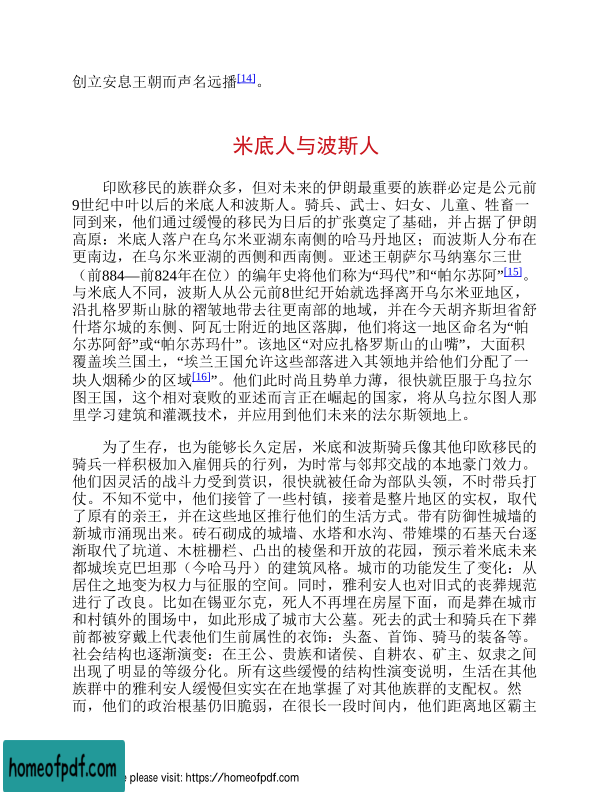 创立安息王朝而声名远播[14]。
米底人与波斯人
印欧移民的族群众多，但对未来的伊朗最重要的族群必定是公元前
9世纪中叶以后的米底人和波斯人。骑兵、武士、妇女、儿童、牲畜一
同到来，他们通过缓慢的移民为日后的扩张奠定了基础，并占据了伊朗
高原：米底人落户在乌尔米亚湖东南侧的哈马丹地区；而波斯人分布在
更南边，在乌尔米亚湖的西侧和西南侧。亚述王朝萨尔马纳塞尔三世
（前884—前824年在位）的编年史将他们称为“玛代”和“帕尔苏阿”[15]。
与米底人不同，波斯人从公元前8世纪开始就选择离开乌尔米亚地区，
沿扎格罗斯山脉的褶皱地带去往更南部的地域，并在今天胡齐斯坦省舒
什塔尔城的东侧、阿瓦士附近的地区落脚，他们将这一地区命名为“帕
尔苏阿舒”或“帕尔苏玛什”。该地区“对应扎格罗斯山的山嘴”，大面积
覆盖埃兰国土，“埃兰王国允许这些部落进入其领地并给他们分配了一
块人烟稀少的区域[16]”。他们此时尚且势单力薄，很快就臣服于乌拉尔
图王国，这个相对衰败的亚述而言正在崛起的国家，将从乌拉尔图人那
里学习建筑和灌溉技术，并应用到他们未来的法尔斯领地上。
为了生存，也为能够长久定居，米底和波斯骑兵像其他印欧移民的
骑兵一样积极加入雇佣兵的行列，为时常与邻邦交战的本地豪门效力。
他们因灵活的战斗力受到赏识，很快就被任命为部队头领，不时带兵打
仗。不知不觉中，他们接管了一些村镇，接着是整片地区的实权，取代
了原有的亲王，并在这些地区推行他们的生活方式。带有防御性城墙的
新城市涌现出来。砖石砌成的城墙、水塔和水沟、带雉堞的石基天台逐
渐取代了坑道、木桩栅栏、凸出的棱堡和开放的花园，预示着米底未来
都城埃克巴坦那（今哈马丹）的建筑风格。城市的功能发生了变化：从
居住之地变为权力与征服的空间。同时，雅利安人也对旧式的丧葬规范
进行了改良。比如在锡亚尔克，死人不再埋在房屋下面，而是葬在城市
和村镇外的围场中，如此形成了城市大公墓。死去的武士和骑兵在下葬
前都被穿戴上代表他们生前属性的衣饰：头盔、首饰、骑马的装备等。
社会结构也逐渐演变：在王公、贵族和诸侯、自耕农、矿主、奴隶之间
出现了明显的等级分化。所有这些缓慢的结构性演变说明，生活在其他
族群中的雅利安人缓慢但实实在在地掌握了对其他族群的支配权。然
而，他们的政治根基仍旧脆弱，在很长一段时间内，他们距离地区霸主
homeofpdf.com
e please visit: https://homeofpdf.com